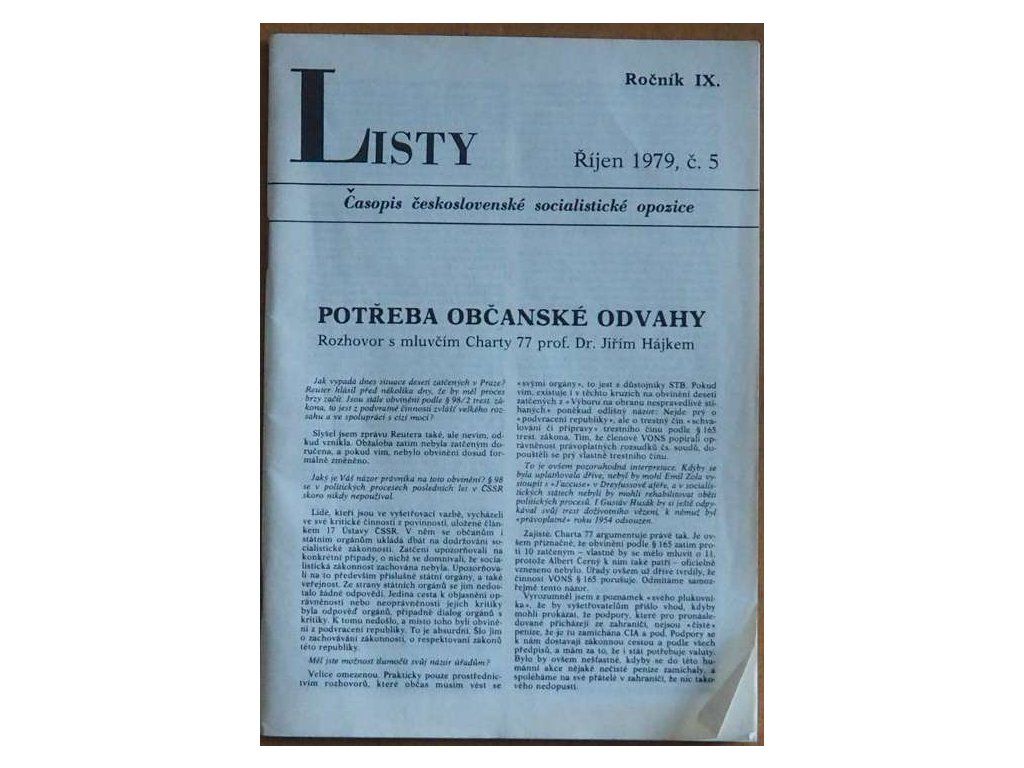 LISTY
Ročník IX.
Říjen 1979, č. 5
Časopis československé socialistické opozice
POTŘEBA OBČANSKÉ ODVAHY
Rozhovor s mluvčím Charty 77 prof. Dr. Jiřím Hájkem
Jak vypadá dnes situace deseti zatčených v Praze?
Reuter hlásil před několika dny, že by měl proces
brzy začít. Jsou stále obviněni podle § 98/2 trest. zá-
kona, to jest z podvratné činnosti zvlášť velkého roz-
sahu a ve spolupráci s cizí mocí?
Slyšel jsem zprávu Reutera také, ale nevím, od-
kud vznikla. Obžaloba zatím nebyla zatčeným do-
ručena, a pokud vím, nebylo obvinění dosud for-
málně změněno.
Jaký je Váš názor právníka na toto obvinění? § 98
se v politických procesech posledních let v ČSSR
skoro nikdy nepoužíval.
Lidé, kteří jsou ve vyšetřovací vazbě, vycházeli
ve své kritické činnosti z povinnosti, uložené člán-
kem 17 Ústavy ČSSR. V něm se občanům i
státním orgánům ukládá dbát na dodržování so-
cialistické zákonnosti. Zatčení upozorňovali na
konkrétní případy, o nichž se domnívali, že socia-
listická zákonnost zachována nebyla. Upozorňova-
li na to především příslušné státní orgány, a také
veřejnost. Ze strany státních orgánů se jim nedos-
talo žádné odpovědi. Jediná cesta k objasnění op-
rávněnosti nebo neoprávněnosti jejich kritiky
byla odpověď orgánů, případně dialog orgánů s
kritiky. K tomu nedošlo, a místo toho byli obvině-
ni z podvracení republiky. To je absurdní. Šlo jim
o zachovávání zákonnosti, o respektování zákonů
této republiky.
Měl jste možnost tlumočit svůj názor úřadům?
Velice omezenou. Prakticky pouze prostřednic-
tvím rozhovorů, které občas musím vést se
«svými orgány», to jest z důstojníky STB. Pokud
vím, existuje i v těchto kruzích na obvinění deseti
zatčených z «Výboru na obranu nespravedlivě stí-
haných» poněkud odlišný názor: Nejde prý o
«podvracení republiky», ale o trestný čin «schva-
lování či přípravy» trestního činu podle § 165
trest. zákona. Tím, že členové VONS popírali op-
rávněnost právoplatných rozsudků čs. soudů, do-
pouštěli se prý vlastně trestního činu.
To je ovšem pozoruhodná interpretace. Kdyby se
byla uplatňovala dříve, nebyl by mohl Emil Zola vy-
stoupit s «J'accuse» v Dreyfussově aféře, a v socialis-
tických státech nebyli by mohli rehabilitovat oběti
politických procesů. I Gustáv Husák by si ještě odpy-
kával svůj trest doživotního vězení, k němuž byl
«právoplatně» roku 1954 odsouzen.
Zajisté. Charta 77 argumentuje právě tak. Je ov-
šem příznačné, že obvinění podle § 165 zatím proti
10 zatčeným – vlastně by se mělo mluvit o 11,
protože Albert Černý k nim také patří – oficielně
vzneseno nebylo. Úřady ovšem už dříve tvrdily, že
činnost VONS § 165 porušuje. Odmítáme samoz-
řejmě tento názor.
Vyrozuměl jsem z poznámek «svého plukovní-
ka», že by vyšetřovatelům přišlo vhod, kdyby
mohli prokázat, že podpory, které pro pronásle-
dované přicházejí ze zahraničí, nejsou «čisté»
peníze, že je tu zamíchána CIA a pod. Podpory se
k nám dostávají zákonnou cestou a podle všech
předpisů, a mám za to, že i stát potřebuje valuty.
Bylo by ovšem nešťastné, kdyby se do této hu-
mánní akce nějaké nečisté peníze zamíchaly, a
spoléháme na své přátelé v zahraničí, že nic tako-
vého nedopustí.